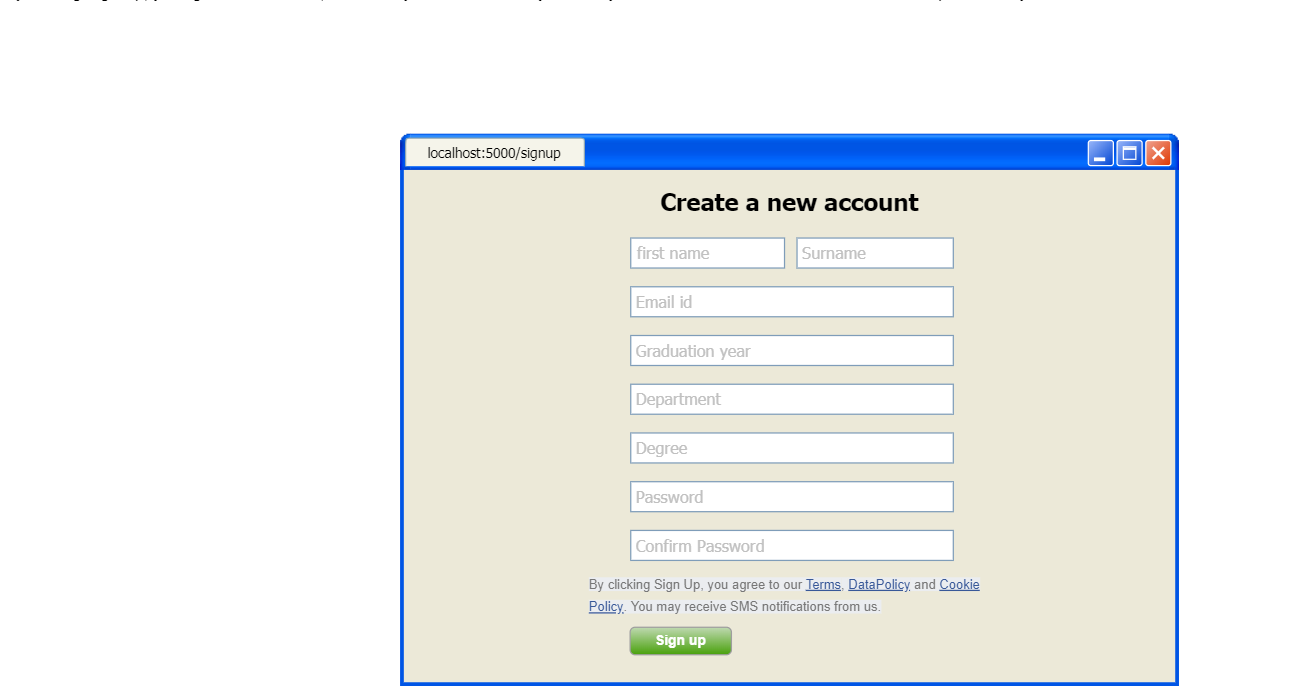 localhost:5000/signup
Create a new account
first name Surname
Email id
Graduation year
Department
Degree
Password
Confirm Password
By clicking Sign Up, you agree to our Terms, DataPolicy and Cookie
Policy. You may receive SMS notifications from us.
Sign up